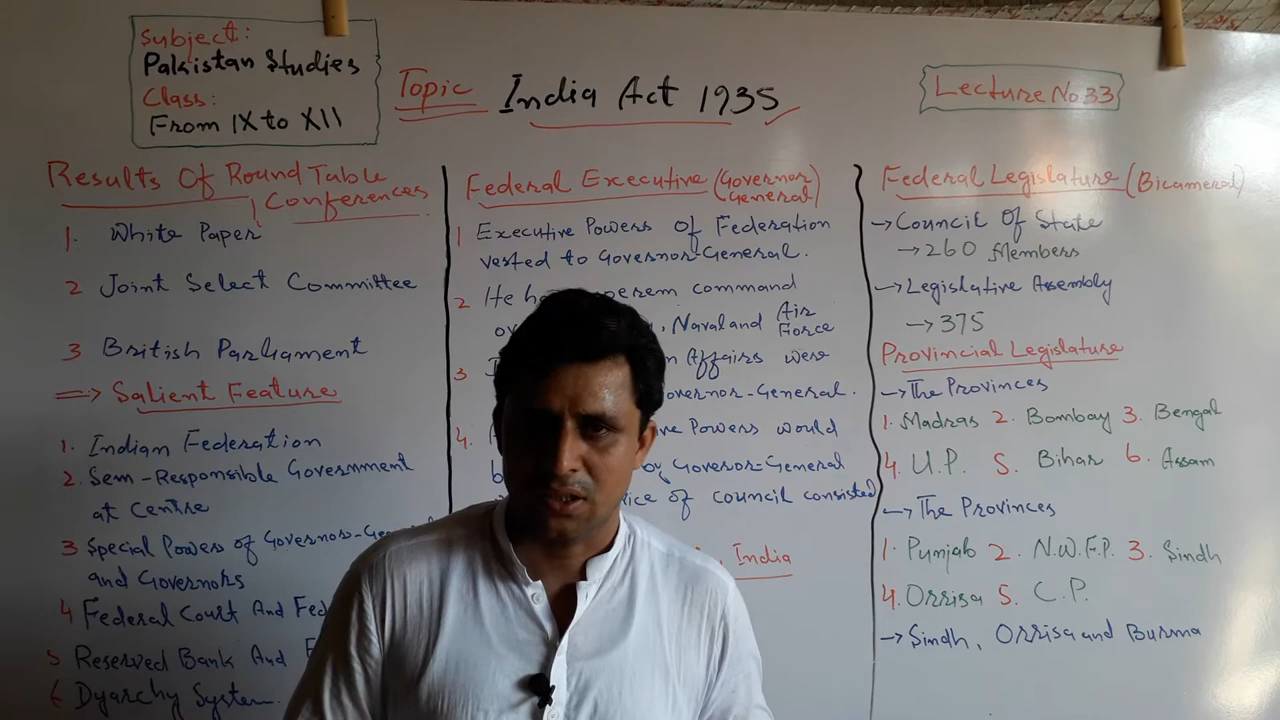 Subject:
Pakistan Studies
Class:
From IX to XII
Topic India Act 1935
Lecture No.33
Results Of Round Table
Conferences
1. White Paper
2 Joint Select Committee
3 British Parliament
=> Salient Feature
1. Indian Federation
2. Sem-Responsible Government
at Centre
3 Special Powers of Governor-Gen
and Governors
4 Federal Court And Fed
5 Reserved Bank And
6 Dyarchy System.
Federal Executive (Governor
General)
1 Executive Powers of Federation
vested to Governor-General.
2 He command
, Naval and Air
Force
3 Affairs were
overnor-General.
4. Powers would
by Goveror-General
of council consisted
India
Federal Legislature (Bicameral)
→ Council Of State
→ 260 Members
→ Legislative Assembly
→ 375
Provincial Legislature
→ The Provinces
1. Madras 2. Bombay 3. Bengal
4. U.P. 5. Bihar 6. Assam
→ The Provinces
1. Punjab 2. N.W.F.P. 3. Sindh
4. Orrisa 5. C.P.
→ Sindh, Orrisa and Burma